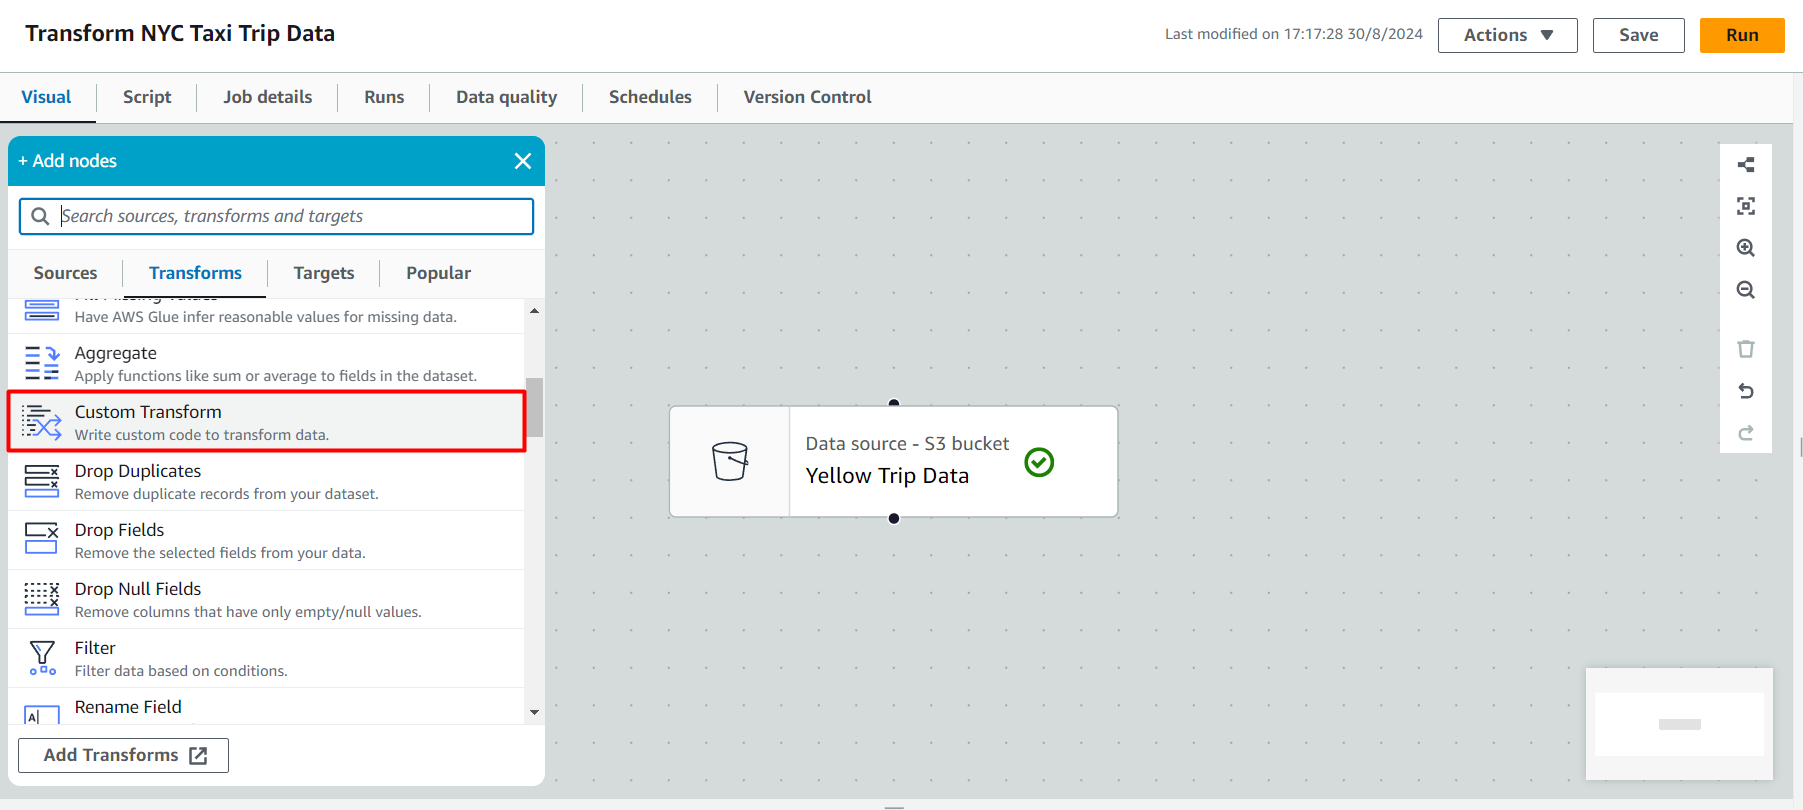 Transform NYC Taxi Trip Data
Last modified on 17:17:28 30/8/2024
Actions
Save
Run
Visual
Script
Job details
Runs
Data quality
Schedules
Version Control
+ Add nodes
Search sources, transforms and targets
Sources
Transforms
Targets
Popular
Fill Missing Values
Have AWS Glue infer reasonable values for missing data.
Aggregate
Apply functions like sum or average to fields in the dataset.
Custom Transform
Write custom code to transform data.
Drop Duplicates
Remove duplicate records from your dataset.
Drop Fields
Remove the selected fields from your data.
Drop Null Fields
Remove columns that have only empty/null values.
Filter
Filter data based on conditions.
Rename Field
A
Add Transforms
Data source - S3 bucket
Yellow Trip Data